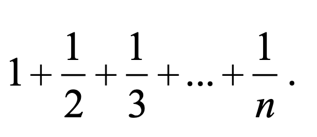 1 + 1/2 + 1/3 + ... + 1/n .